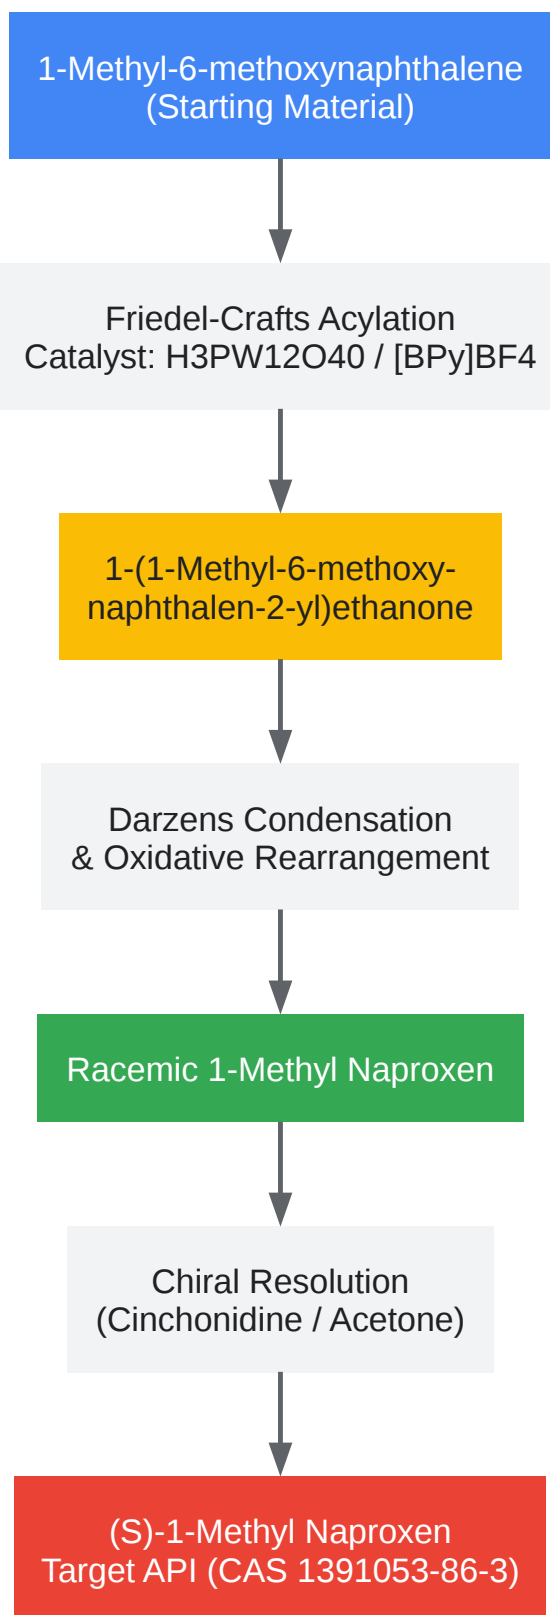 1-Methyl-6-methoxynaphthalene
(Starting Material)
Friedel-Crafts Acylation
Catalyst: H3PW12O40 / [BPy]BF4
1-(1-Methyl-6-methoxy-
naphthalen-2-yl)ethanone
Darzens Condensation
& Oxidative Rearrangement
Racemic 1-Methyl Naproxen
Chiral Resolution
(Cinchonidine / Acetone)
(S)-1-Methyl Naproxen
Target API (CAS 1391053-86-3)